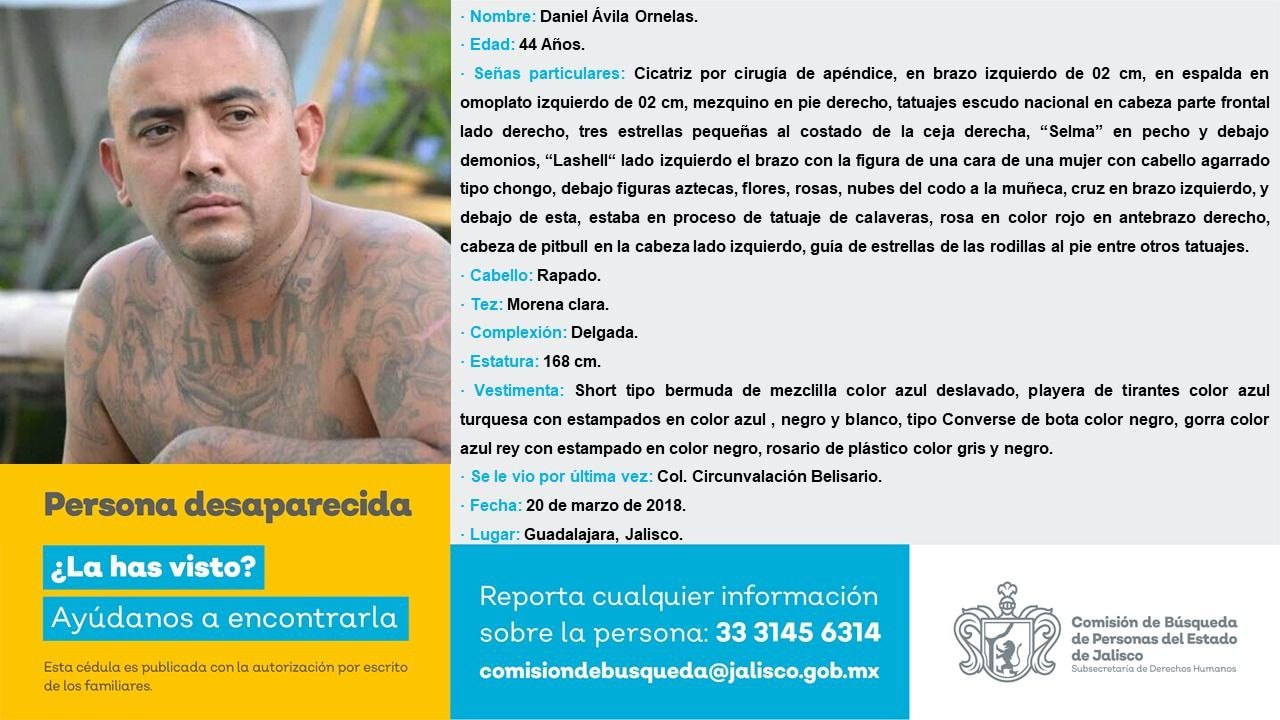 · Nombre: Daniel Ávila Ornelas.
· Edad: 44 Años.
· Señas particulares: Cicatriz por cirugía de apéndice, en brazo izquierdo de 02 cm, en espalda en
omoplato izquierdo de 02 cm, mezquino en pie derecho, tatuajes escudo nacional en cabeza parte frontal
lado derecho, tres estrellas pequeñas al costado de la ceja derecha, “Selma” en pecho y debajo
demonios, “Lashell“ lado izquierdo el brazo con la figura de una cara de una mujer con cabello agarrado
tipo chongo, debajo figuras aztecas, flores, rosas, nubes del codo a la muñeca, cruz en brazo izquierdo, y
debajo de esta, estaba en proceso de tatuaje de calaveras, rosa en color rojo en antebrazo derecho,
cabeza de pitbull en la cabeza lado izquierdo, guía de estrellas de las rodillas al pie entre otros tatuajes.
· Cabello: Rapado.
· Tez: Morena clara.
· Complexión: Delgada.
· Estatura: 168 cm.
· Vestimenta: Short tipo bermuda de mezclilla color azul deslavado, playera de tirantes color azul
turquesa con estampados en color azul , negro y blanco, tipo Converse de bota color negro, gorra color
azul rey con estampado en color negro, rosario de plástico color gris y negro.
· Se le vio por última vez: Col. Circunvalación Belisario.
· Fecha: 20 de marzo de 2018.
· Lugar: Guadalajara, Jalisco.
SELMA
Persona desaparecida
¿La has visto?
Ayúdanos a encontrarla
Esta cédula es publicada con la autorización por escrito
de los familiares.
Reporta cualquier información
sobre la persona: 33 3145 6314
comisiondebusqueda@jalisco.gob.mx
Comisión de Búsqueda
de Personas del Estado
de Jalisco
Subsecretaría de Derechos Humanos